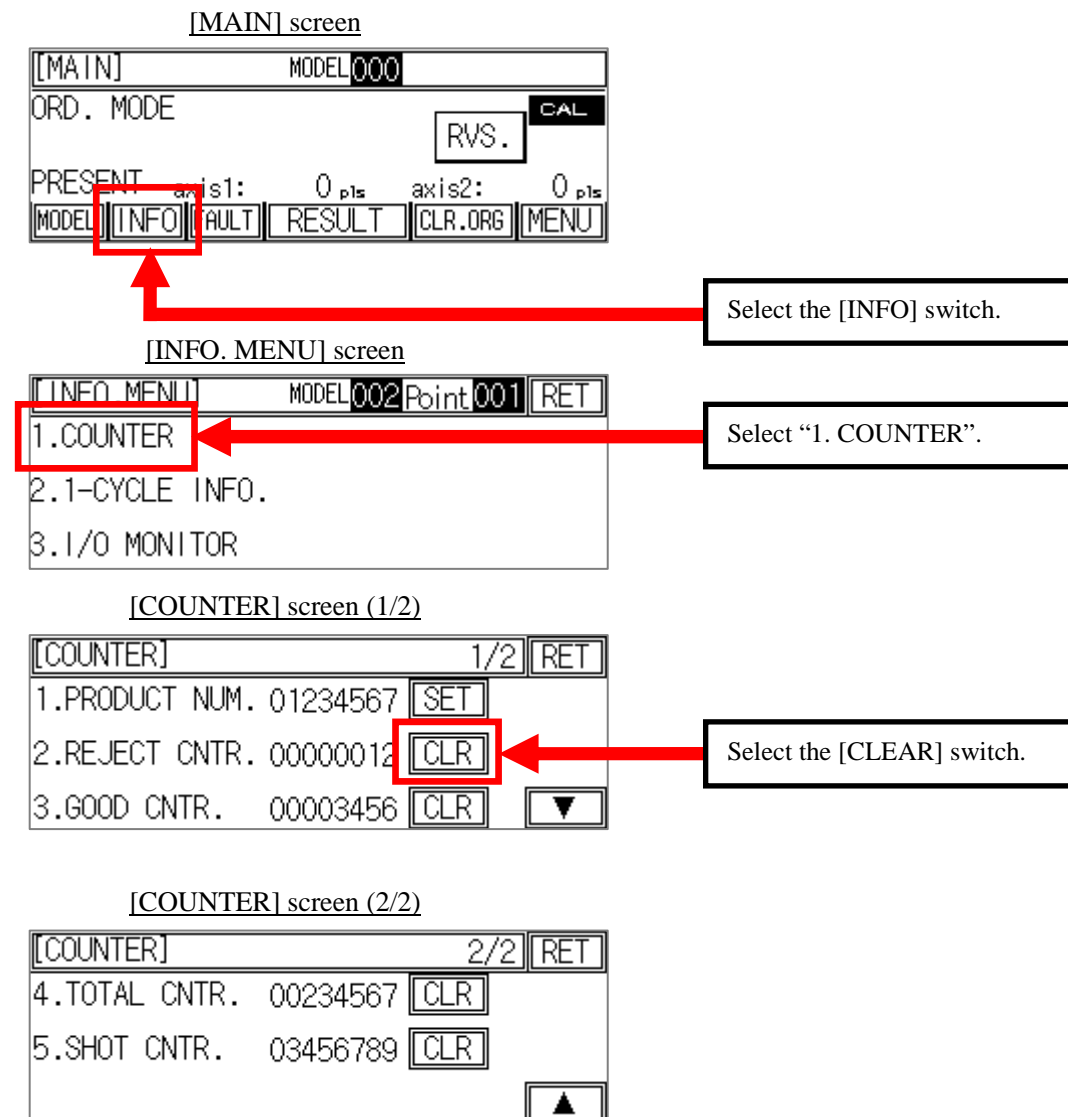 [MAIN] screen
[MAIN] MODEL 000
ORD. MODE CAL
RVS.
PRESENT axis1: 0 pls axis2: 0 pls
MODEL INFO FAULT RESULT CLR.ORG MENU
Select the [INFO] switch.
[INFO. MENU] screen
[INFO.MENU] MODEL 002 Point 001 RET
1.COUNTER
Select “1. COUNTER”.
2.1-CYCLE INFO.
3.I/O MONITOR
[COUNTER] screen (1/2)
[COUNTER] 1/2 RET
1.PRODUCT NUM. 01234567 SET
2.REJECT CNTR. 00000012 CLR
Select the [CLEAR] switch.
3.GOOD CNTR. 00003456 CLR ▼
[COUNTER] screen (2/2)
[COUNTER] 2/2 RET
4.TOTAL CNTR. 00234567 CLR
5.SHOT CNTR. 03456789 CLR
▲